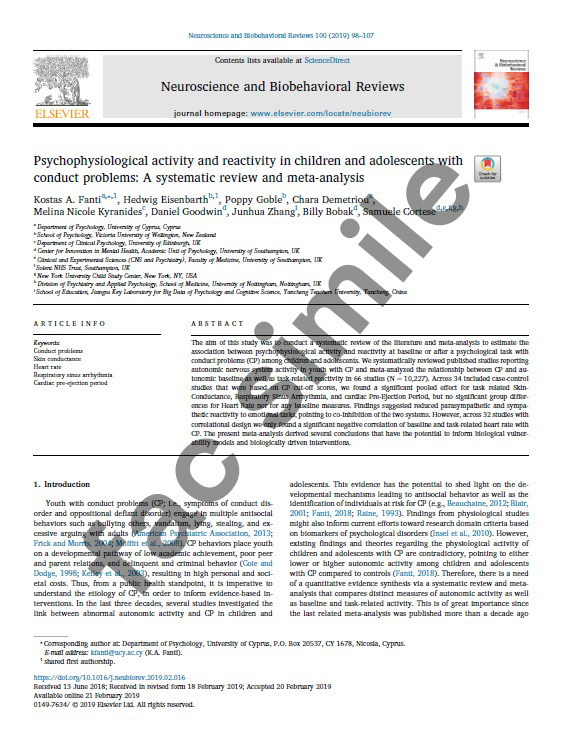 Neuroscience and Biobehavioral Reviews 100 (2019) 98–107
Contents lists available at ScienceDirect
Neuroscience and Biobehavioral Reviews
journal homepage: www.elsevier.com/locate/neubiorev
ELSEVIER
Psychophysiological activity and reactivity in children and adolescents with
conduct problems: A systematic review and meta-analysis
Check for
updates
Kostas A. Fanti a,⁎,1, Hedwig Eisenbarth b,1, Poppy Goble b, Chara Demetriou a,
Melina Nicole Kyranides c, Daniel Goodwin d, Junhua Zhang i, Billy Bobak d, Samuele Cortese d,e,f,g,h
a Department of Psychology, University of Cyprus, Cyprus
b School of Psychology, Victoria University of Wellington, New Zealand
c Department of Clinical Psychology, University of Edinburgh, UK
d Center for Innovation in Mental Health, Academic Unit of Psychology, University of Southampton, UK
e Clinical and Experimental Sciences (CNS and Psychiatry), Faculty of Medicine, University of Southampton, UK
f Solent NHS Trust, Southampton, UK
g New York University Child Study Center, New York, NY, USA
h Division of Psychiatry and Applied Psychology, School of Medicine, University of Nottingham, Nottingham, UK
i School of Education, Jiangsu Key Laboratory for Big Data of Psychology and Cognitive Science, Yancheng Teachers University, Yancheng, China
ARTICLE INFO
Keywords:
Conduct problems
Skin conductance
Heart rate
Respiratory sinus arrhythmia
Cardiac pre-ejection period
ABSTRACT
The aim of this study was to conduct a systematic review of the literature and meta-analysis to estimate the
association between psychophysiological activity and reactivity at baseline or after a psychological task with
conduct problems (CP) among children and adolescents. We systematically reviewed published studies reporting
autonomic nervous system activity in youth with CP and meta-analyzed the relationship between CP and au-
tonomic baseline as well as task-related reactivity in 66 studies (N = 10,227). Across 34 included case-control
studies that were based on CP cut-off scores, we found a significant pooled effect for task related Skin-
Conductance, Respiratory Sinus Arrhythmia, and cardiac Pre-Ejection Period, but no significant group differ-
ences for Heart Rate nor for any baseline measures. Findings suggested reduced parasympathetic and sympa-
thetic reactivity to emotional tasks, pointing to co-inhibition of the two systems. However, across 32 studies with
correlational design we only found a significant negative correlation of baseline and task-related heart rate with
CP. The present meta-analysis derived several conclusions that have the potential to inform biological vulner-
ability models and biologically driven interventions.
1. Introduction
Youth with conduct problems (CP; i.e., symptoms of conduct dis-
order and oppositional defiant disorder) engage in multiple antisocial
behaviors such as bullying others, vandalism, lying, stealing, and ex-
cessive arguing with adults (American Psychiatric Association, 2013;
Frick and Morris, 2004; Moffitt et al., 2008). CP behaviors place youth
on a developmental pathway of low academic achievement, poor peer
and parent relations, and delinquent and criminal behavior (Coie and
Dodge, 1998; Kelley et al., 2003), resulting in high personal and soci-
etal costs. Thus, from a public health standpoint, it is imperative to
understand the etiology of CP, in order to inform evidence-based in-
terventions. In the last three decades, several studies investigated the
link between abnormal autonomic activity and CP in children and
adolescents. This evidence has the potential to shed light on the de-
velopmental mechanisms leading to antisocial behavior as well as the
identification of individuals at risk for CP (e.g., Beauchaine, 2012; Blair,
2001; Fanti, 2018; Raine, 1993). Findings from physiological studies
might also inform current efforts toward research domain criteria based
on biomarkers of psychological disorders (Insel et al., 2010). However,
existing findings and theories regarding the physiological activity of
children and adolescents with CP are contradictory, pointing to either
lower or higher autonomic activity among children and adolescents
with CP compared to controls (Fanti, 2018). Therefore, there is a need
of a quantitative evidence synthesis via a systematic review and meta-
analysis that compares distinct measures of autonomic activity as well
as baseline and task-related activity. This is of great importance since
the last related meta-analysis was published more than a decade ago
⁎ Corresponding author at: Department of Psychology, University of Cyprus, P.O. Box 20537, CY 1678, Nicosia, Cyprus.
E-mail address: kfanti@ucy.ac.cy (K.A. Fanti).
1 shared first authorship.
https://doi.org/10.1016/j.neubiorev.2019.02.016
Received 13 June 2018; Received in revised form 18 February 2019; Accepted 20 February 2019
Available online 21 February 2019
0149-7634/ © 2019 Elsevier Ltd. All rights reserved.
fac simile